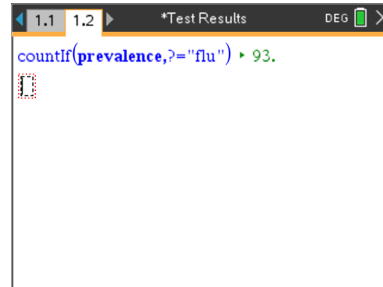 1.1 1.2 *Test Results DEG
countIf(prevalence,?="flu") ▸ 93.